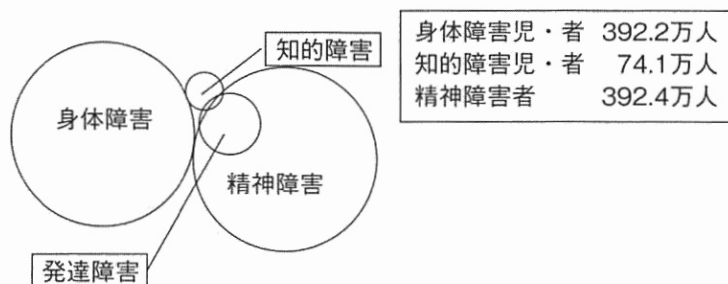 知的障害
身体障害
精神障害
発達障害
身体障害児・者 392.2万人
知的障害児・者 74.1万人
精神障害者 392.4万人